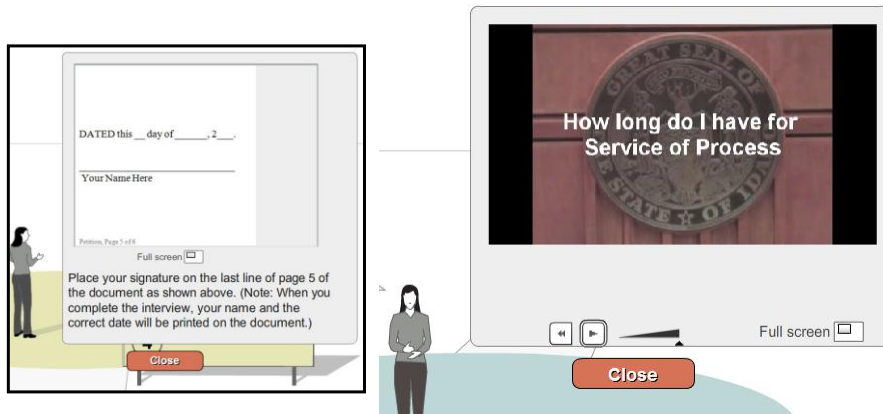 DATED this __ day of ______, 2___.
Your Name Here
Petition, Page 5 of 6
Full screen
Place your signature on the last line of page 5 of
the document as shown above. (Note: When you
complete the interview, your name and the
correct date will be printed on the document.)
Close
GREAT SEAL OF
THE STATE OF IDAHO
How long do I have for
Service of Process
Full screen
Close